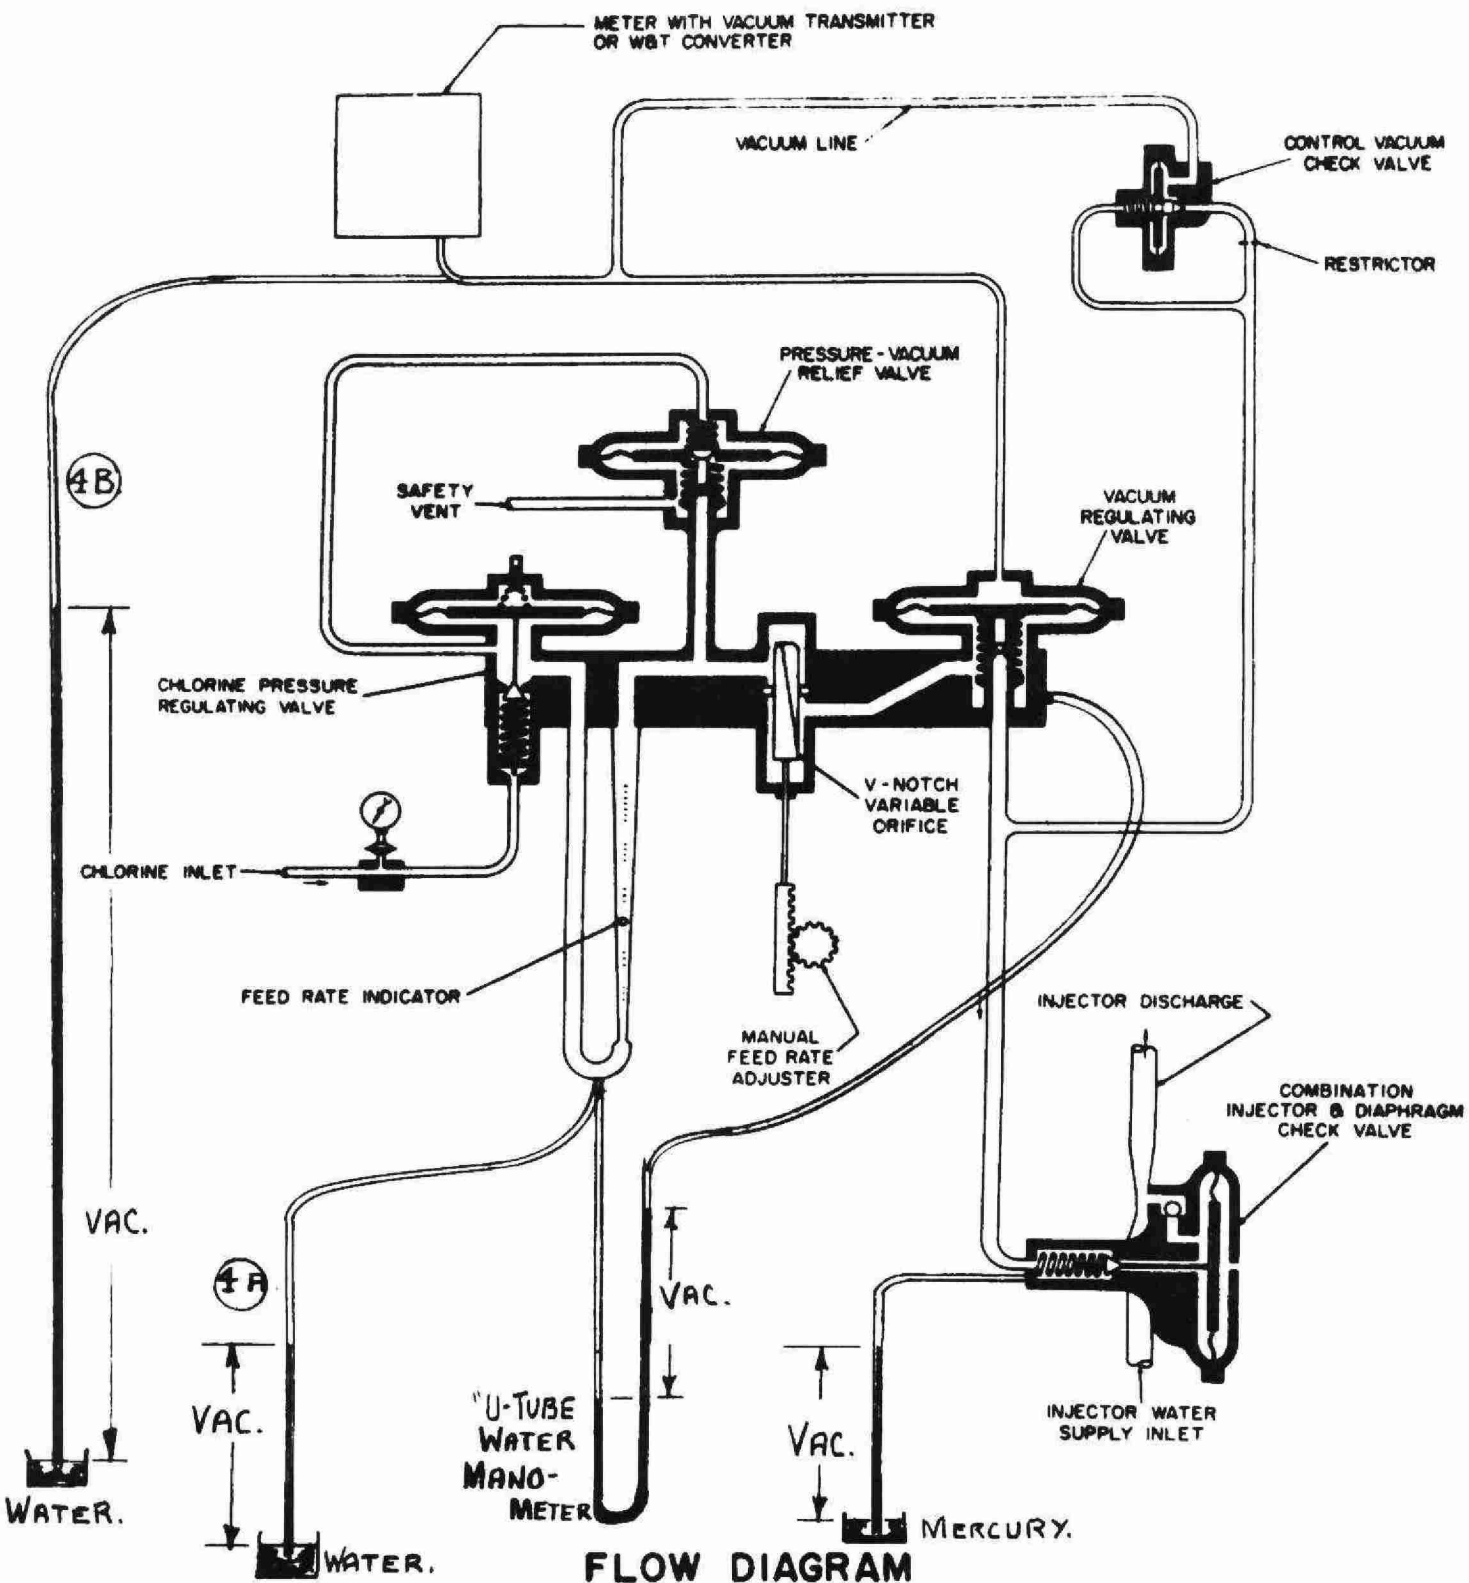 METER WITH VACUUM TRANSMITTER
OR W&T CONVERTER
VACUUM LINE
CONTROL VACUUM
CHECK VALVE
RESTRICTOR
PRESSURE-VACUUM
RELIEF VALVE
4B
SAFETY
VENT
VACUUM
REGULATING
VALVE
CHLORINE PRESSURE
REGULATING VALVE
V-NOTCH
VARIABLE
ORIFICE
CHLORINE INLET
FEED RATE INDICATOR
MANUAL
FEED RATE
ADJUSTER
INJECTOR DISCHARGE
COMBINATION
INJECTOR & DIAPHRAGM
CHECK VALVE
VAC.
4A
VAC.
VAC.
"U-TUBE
WATER
MANO-
METER
VAC.
INJECTOR WATER
SUPPLY INLET
WATER.
WATER.
MERCURY.
FLOW DIAGRAM